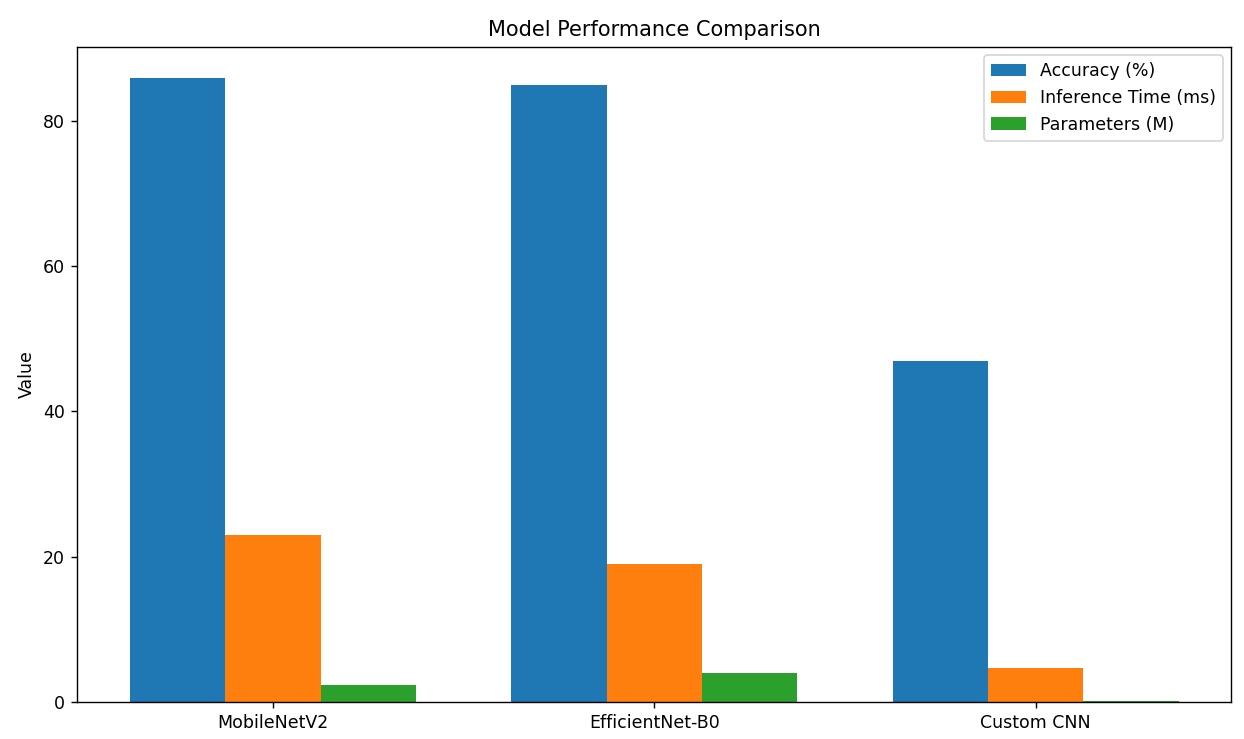 Model Performance Comparison
Accuracy (%)
Inference Time (ms)
Parameters (M)
Value
80
60
40
20
0
MobileNetV2
EfficientNet-B0
Custom CNN